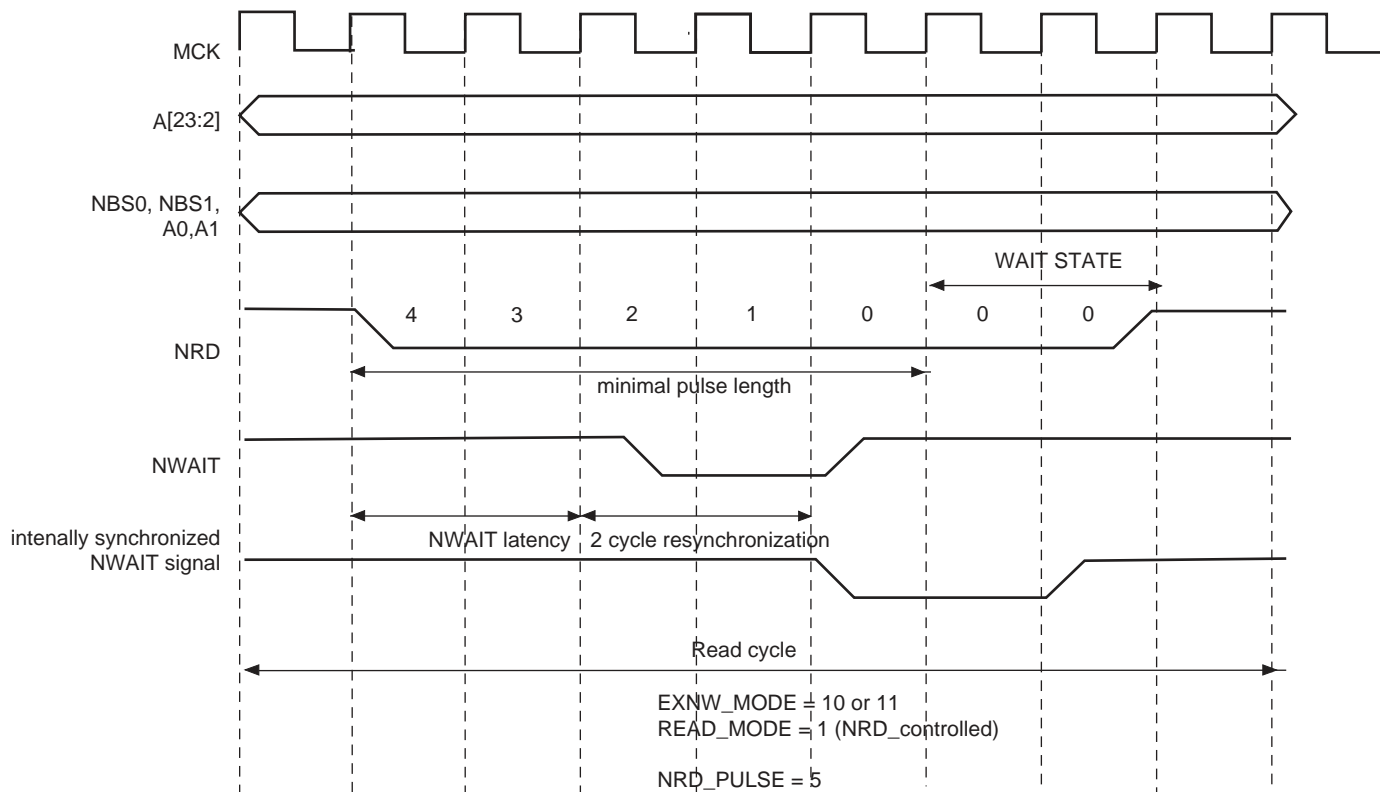 MCK
A[23:2]
NBS0, NBS1,
A0,A1
WAIT STATE
4 3 2 1 0 0 0
NRD
minimal pulse length
NWAIT
intenally synchronized
NWAIT signal
NWAIT latency
2 cycle resynchronization
Read cycle
EXNW_MODE = 10 or 11
READ_MODE = 1 (NRD_controlled)
NRD_PULSE = 5